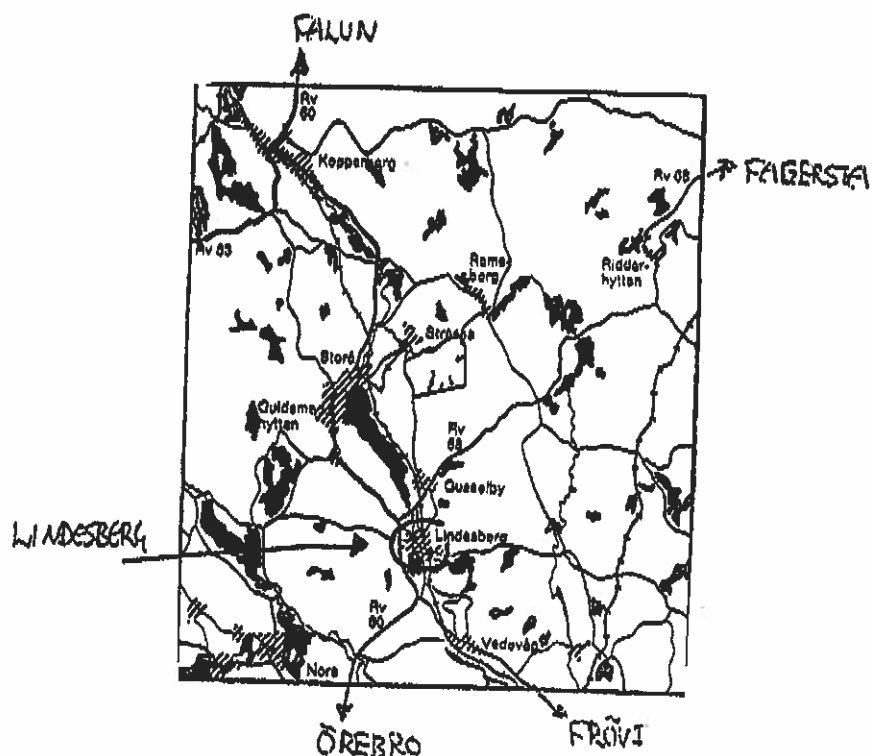 FALUN
Rv
60
Kopparberg
Rv 68
FAGERSTA
Rv 63
Ramsberg
Ridderhyttan
Stråssa
Storå
Guldsmedshyttan
Rv
68
Gusselby
LINDESBERG
Lindesberg
Rv
60
Vedevåg
Nora
ÖREBRO
FRÖVI